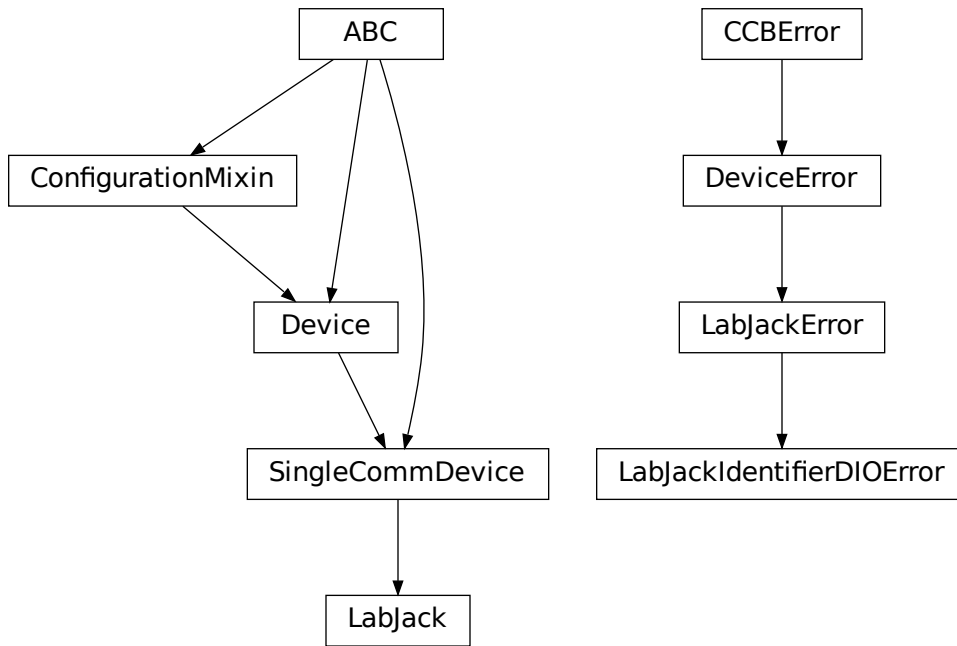 ABC
CCBError
ConfigurationMixin
DeviceError
Device
LabJackError
SingleCommDevice
LabJackIdentifierDIOError
LabJack